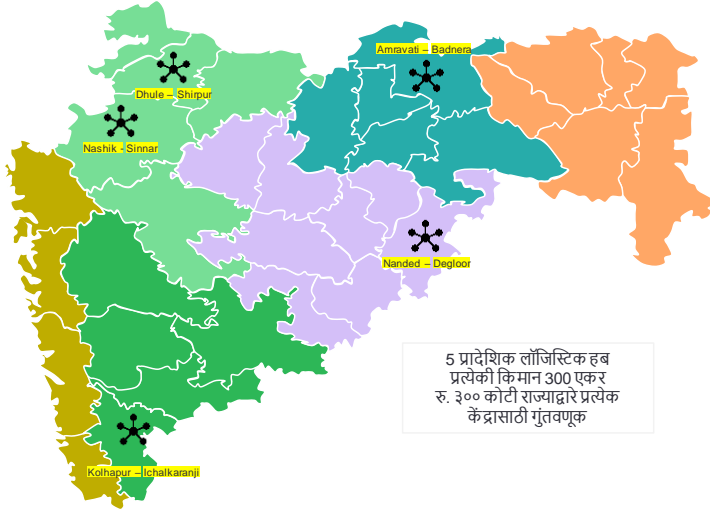 Amravati – Badnera
Dhule – Shirpur
Nashik - Sinnar
Nanded – Degloor
5 प्रादेशिक लॉजिस्टिक हब
प्रत्येकी किमान 300 एकर
रु. ३०० कोटी राज्याद्वारे प्रत्येक
केंद्रासाठी गुंतवणूक
Kolhapur – Ichalkaranji